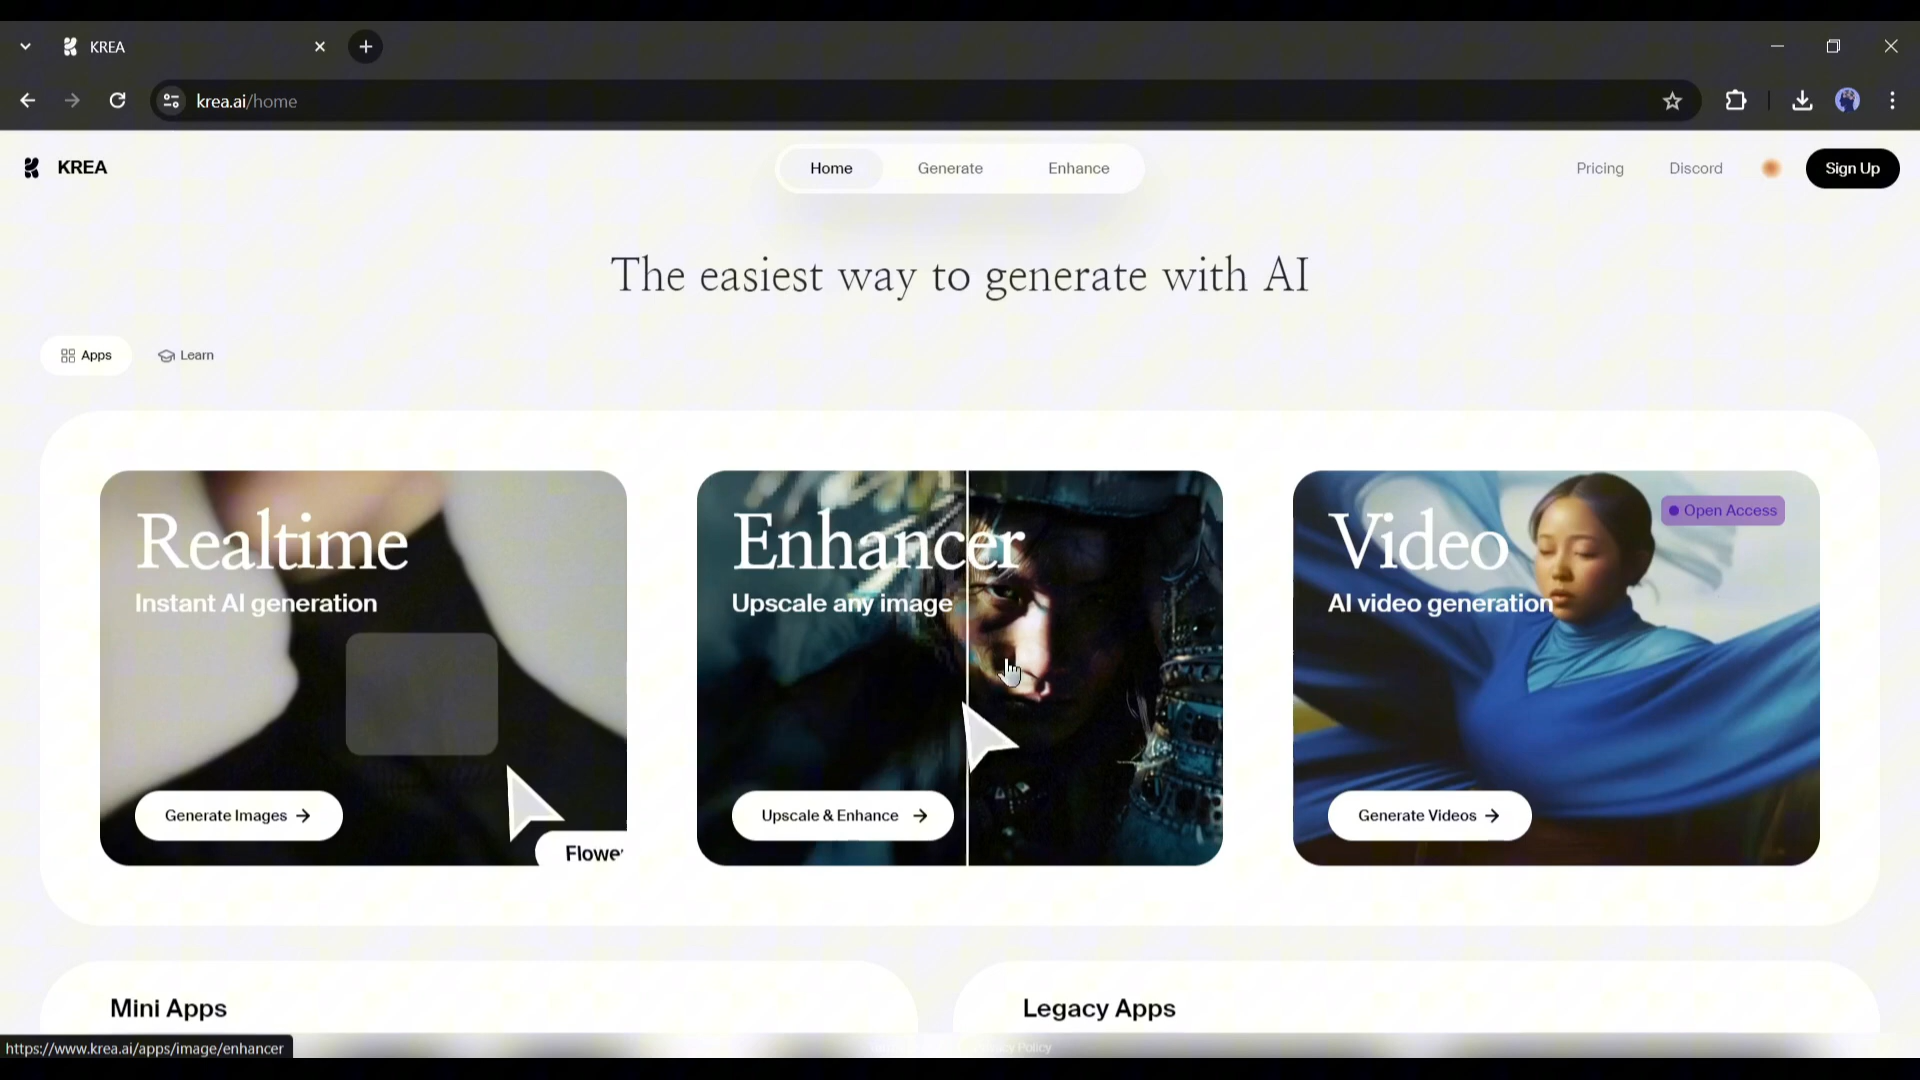 KREA
krea.ai/home
KREA
Home
Generate
Enhance
Pricing
Discord
Sign Up
The easiest way to generate with AI
Apps
Learn
Realtime
Instant AI generation
Generate Images
Enhancer
Upscale any image
Upscale & Enhance
Video
Open Access
AI video generation
Generate Videos
Mini Apps
Legacy Apps
https://www.krea.ai/apps/image/enhancer
Policy